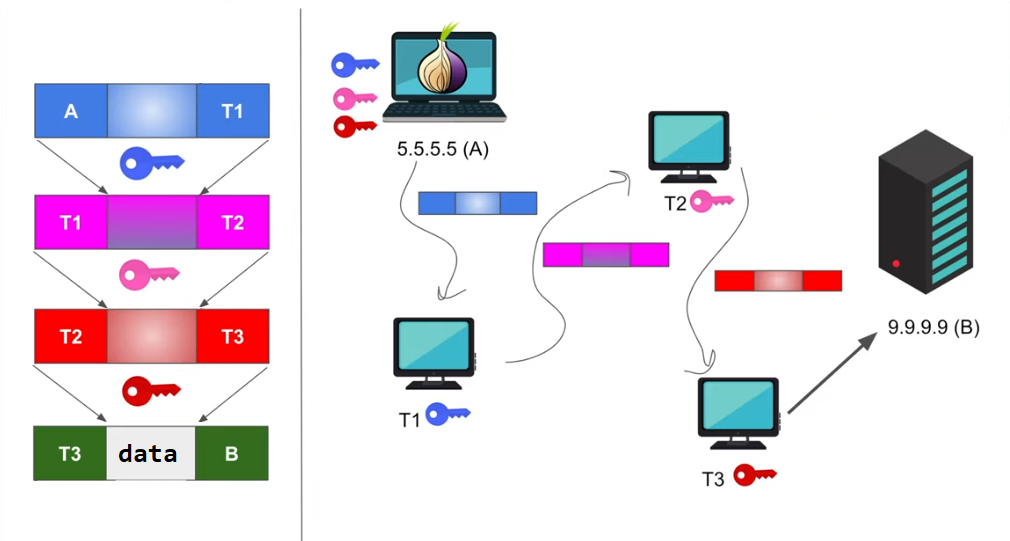 A T1
T1 T2
T2 T3
T3 data B
5.5.5.5 (A)
T2
9.9.9.9 (B)
T1
T3